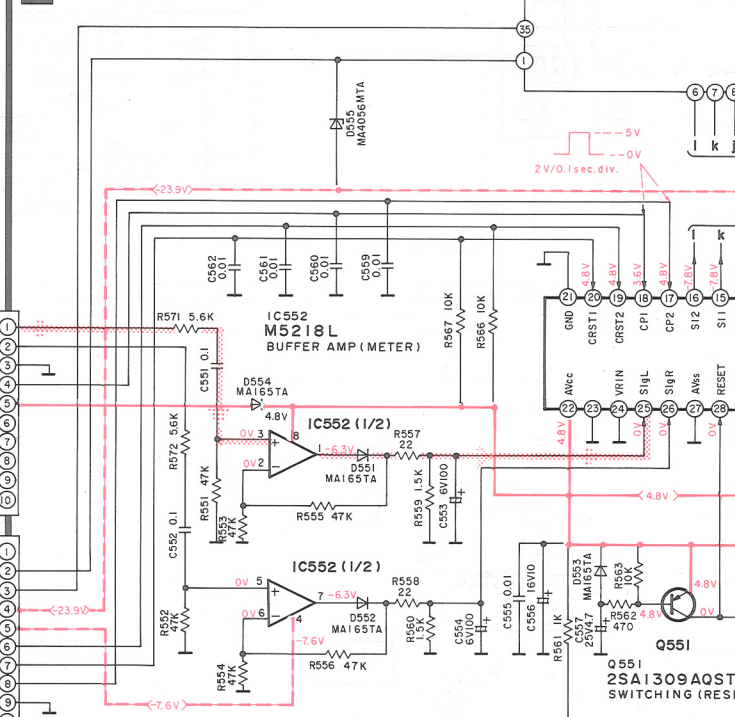 35
1
D555
MA4056MTA
6 7 8
l k j
5V
0V
2V/0.1sec.div.
-23.9V
C562
0.01
C561
0.01
C560
0.01
C559
0.01
l k
4.8V
4.8V
3.6V
4.8V
-7.8V
-7.8V
21 20 19 18 17 16 15
GND
CRST1
CRST2
CP1
CP2
SI2
SI1
AVcc
VRIN
SIgL
SIgR
AVss
RESET
22 23 24 25 26 27 28
4.8V
0V
0V
0V
IC552
M5218L
BUFFER AMP (METER)
R567 10K
R566 10K
1
2
3
4
5
6
7
8
9
10
R571 5.6K
C551 0.1
D554
MA165TA
4.8V
IC552 (1/2)
0V 3
8
0V 2
1
-6.3V
D551
MA165TA
R557
22
R572 5.6K
R551 47K
R553
47K
R555 47K
R559 1.5K
C553 6V100
4.8V
C552 0.1
1
2
3
4
5
6
7
8
9
-23.9V
-7.6V
IC552 (1/2)
0V 5
0V 6
7
4
-6.3V
-7.6V
D552
MA165TA
R558
22
R552
47K
R554
47K
R556 47K
R560
1.5K
C554
6V100
C555 0.01
C556 16V10
R561 1K
D553
MA165TA
C557
25V4.7
R563
10K
R562
470
4.8V
4.8V
0V
Q551
Q551
2SA1309AQST
SWITCHING (RES